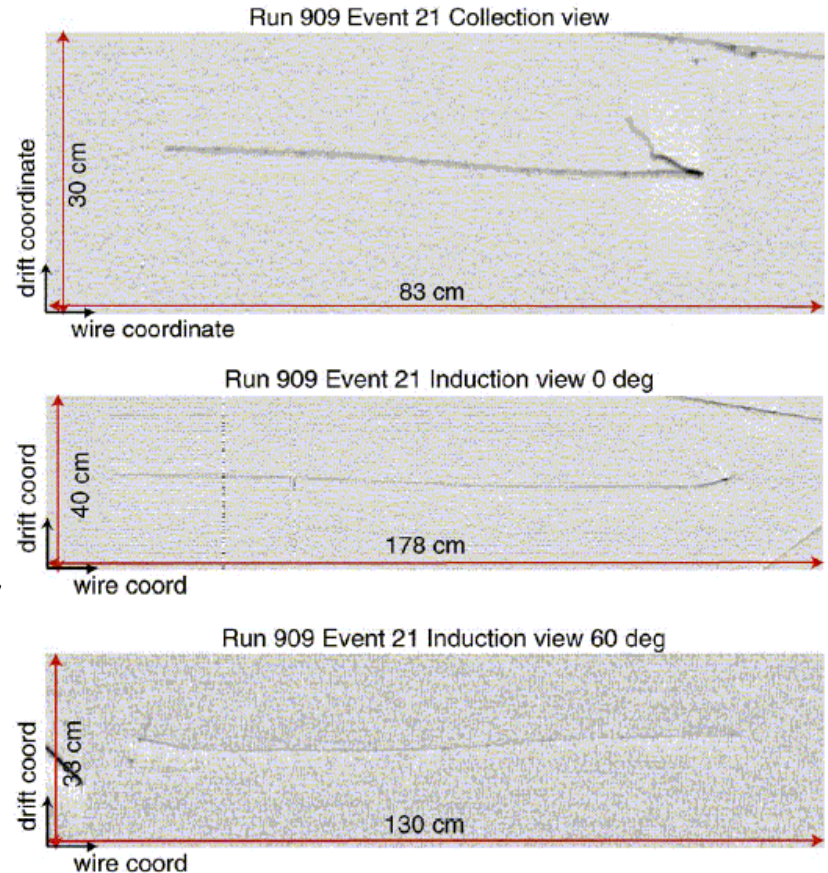 Run 909 Event 21 Collection view
drift coordinate
30 cm
83 cm
wire coordinate
Run 909 Event 21 Induction view 0 deg
drift coord
40 cm
178 cm
wire coord
Run 909 Event 21 Induction view 60 deg
drift coord
33 cm
130 cm
wire coord